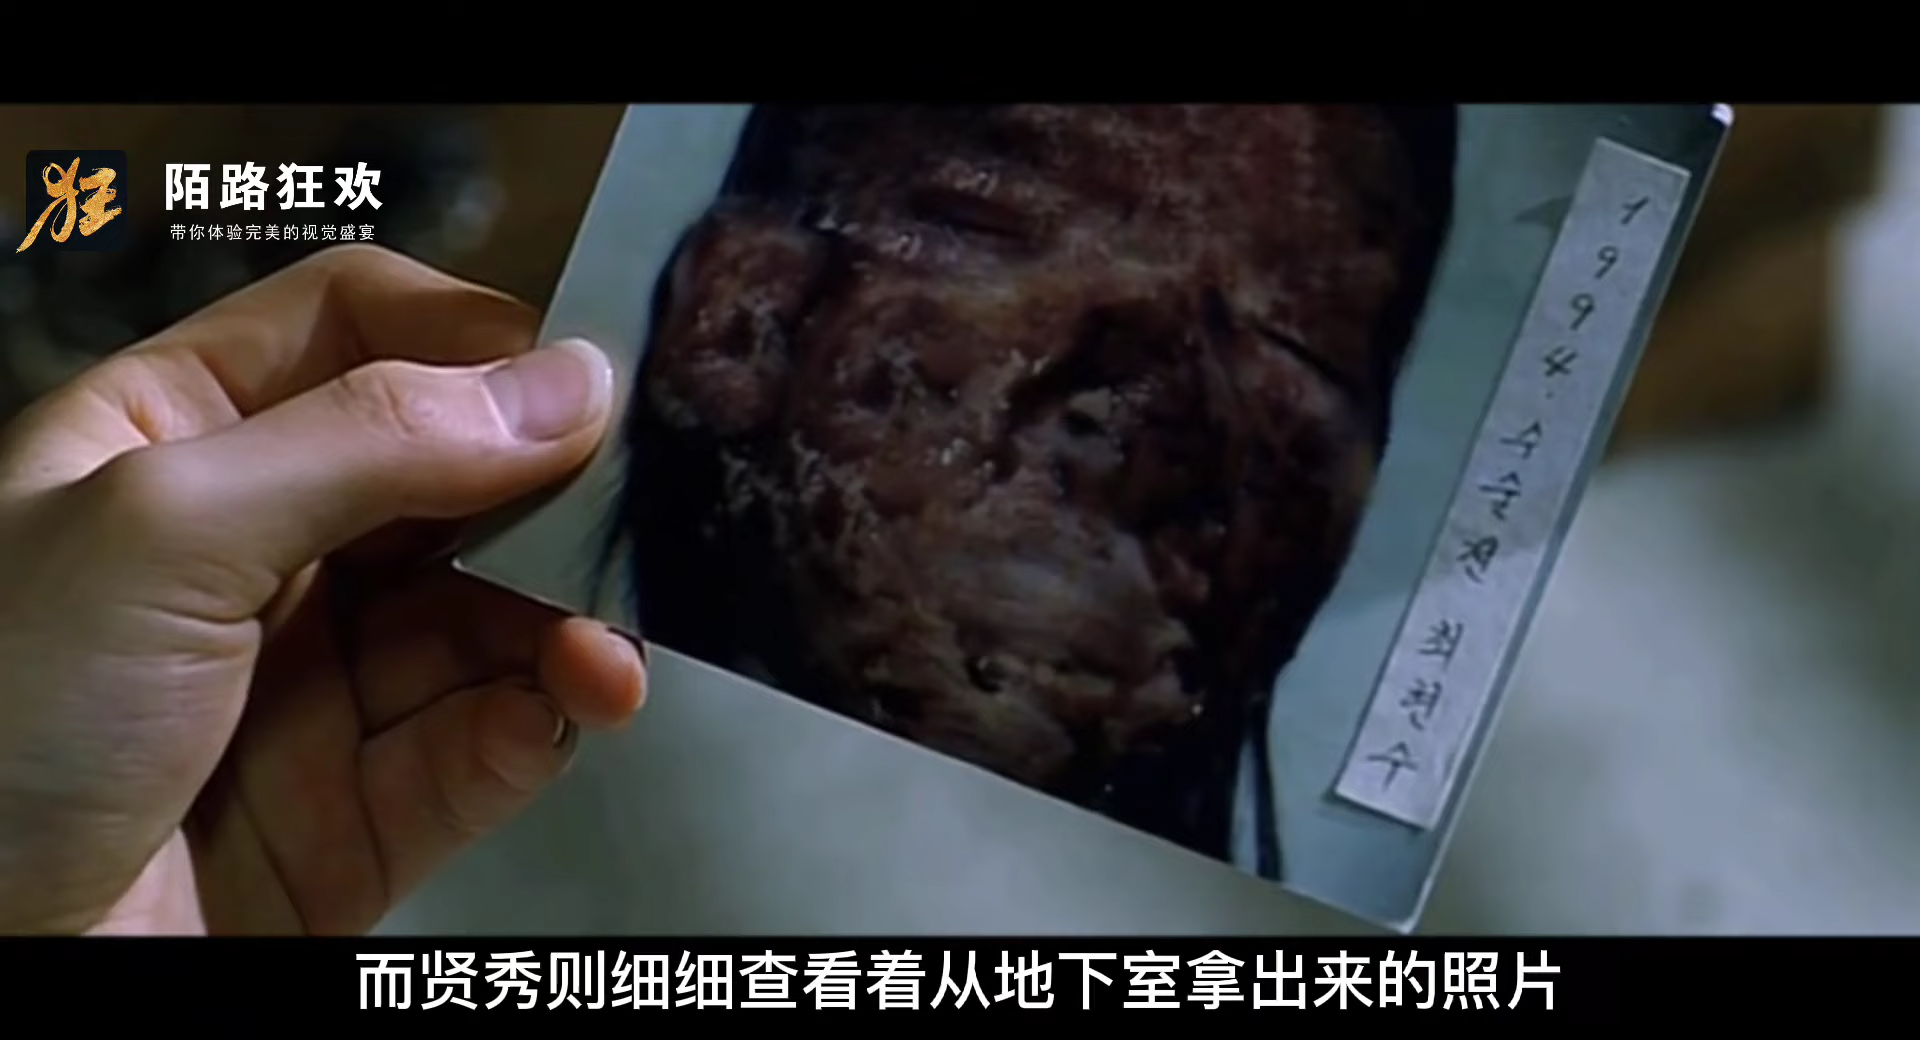 狂
陌路狂欢
带你体验完美的视觉盛宴
1994. 수술전 최현수
而贤秀则细细查看着从地下室拿出来的照片